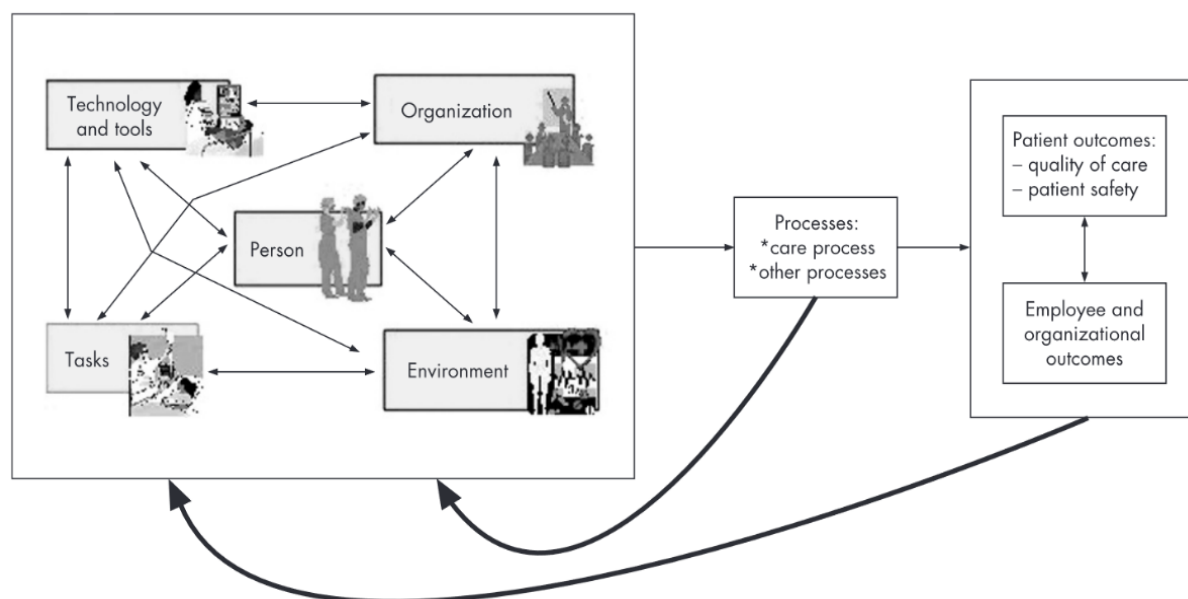 Technology
and tools
Organization
Person
Tasks
Environment
Processes:
*care process
*other processes
Patient outcomes:
– quality of care
– patient safety
Employee and
organizational
outcomes